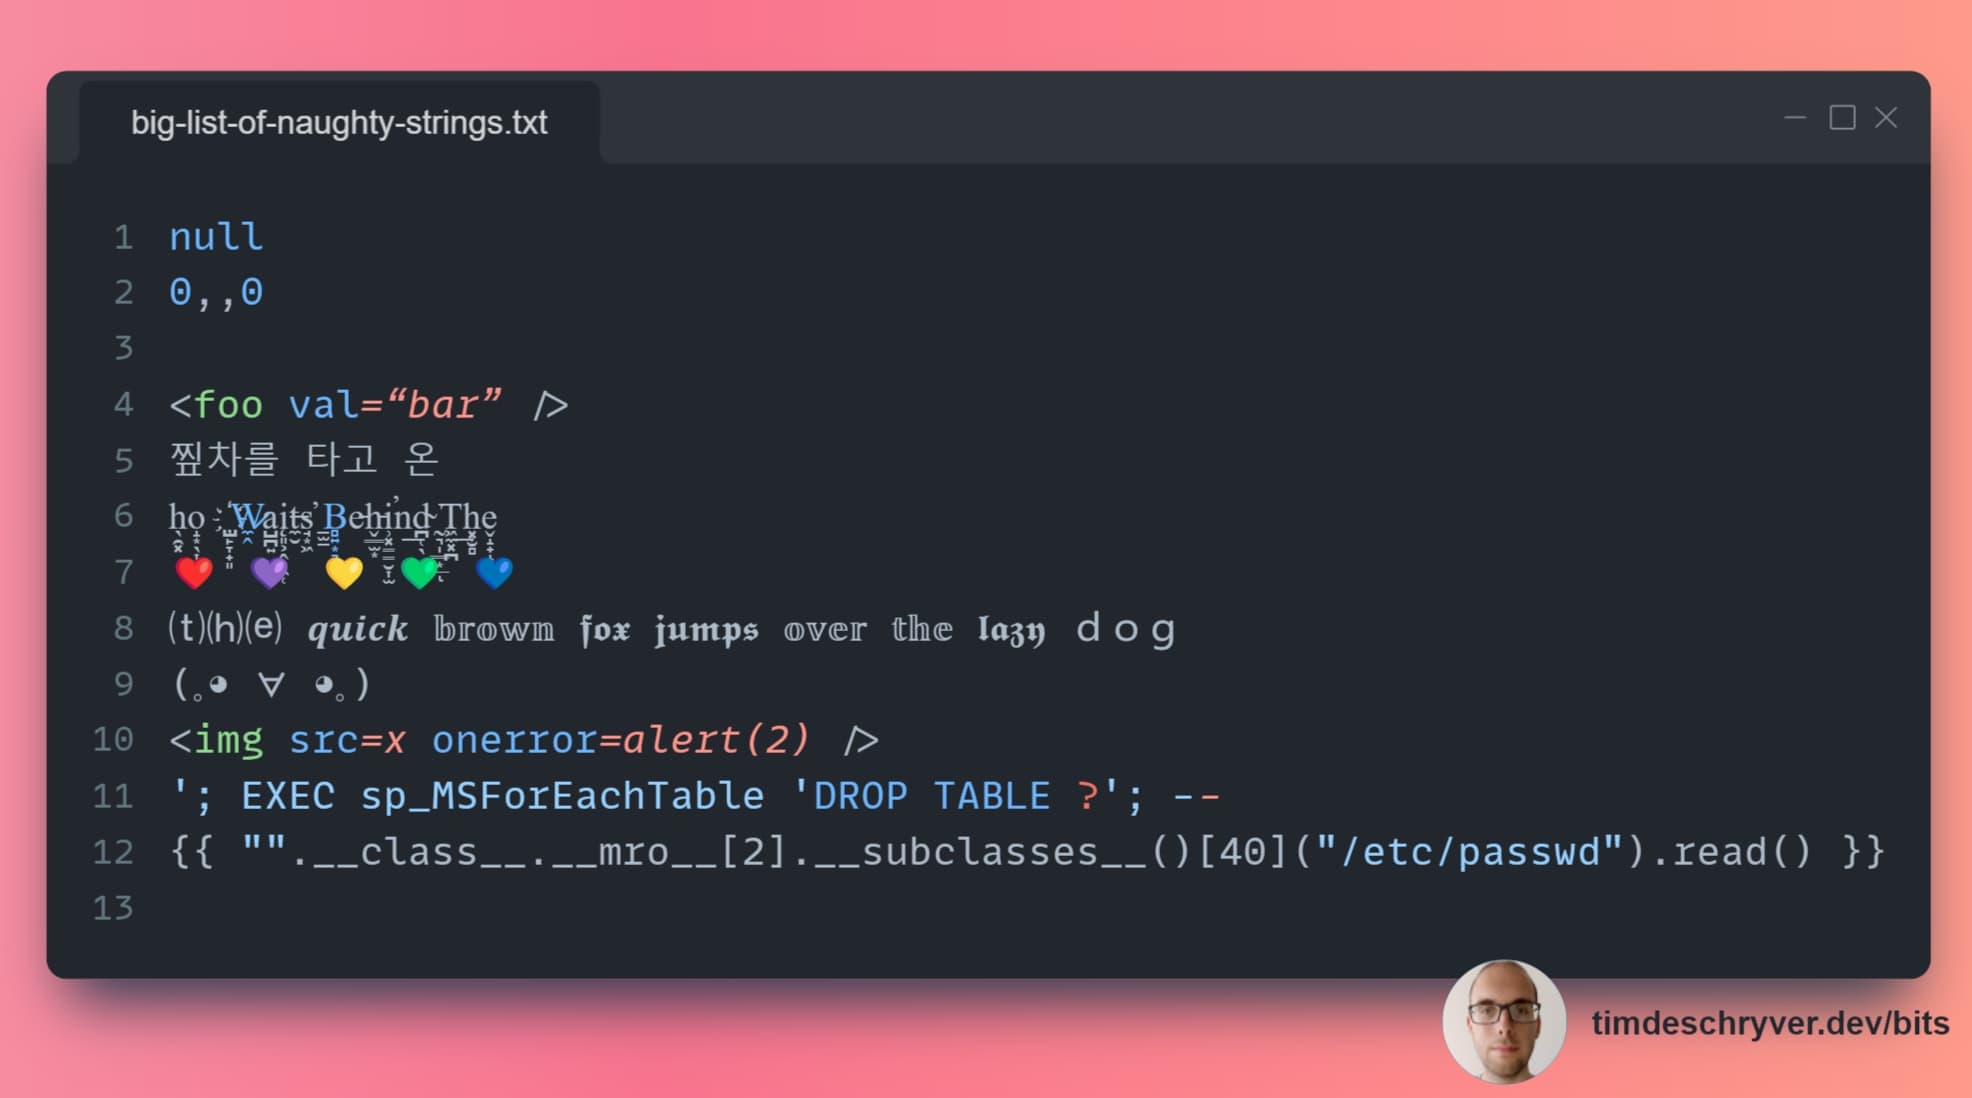 big-list-of-naughty-strings.txt
1 null
2 0,,0
3
4 <foo val=“bar” />
5 찦차를 타고 온
6 ho Waits Behind The
7 ❤️ 💜 💛 💚 💙
8 ⒯⒣⒠ 𝒒𝒖𝒊𝒄𝒌 𝕓𝕣𝕠𝕨𝕟 𝖋𝖔𝖝 𝖏𝖚𝖒𝖕𝖘 𝕠𝕧𝕖𝕣 𝕥𝕙𝕖 𝖑𝖆𝖟𝖞 d o g
9 (｡◕ ∀ ◕｡)
10 <img src=x onerror=alert(2) />
11 '; EXEC sp_MSForEachTable 'DROP TABLE ?'; --
12 {{ "".__class__.__mro__[2].__subclasses__()[40]("/etc/passwd").read() }}
13
timdeschryver.dev/bits